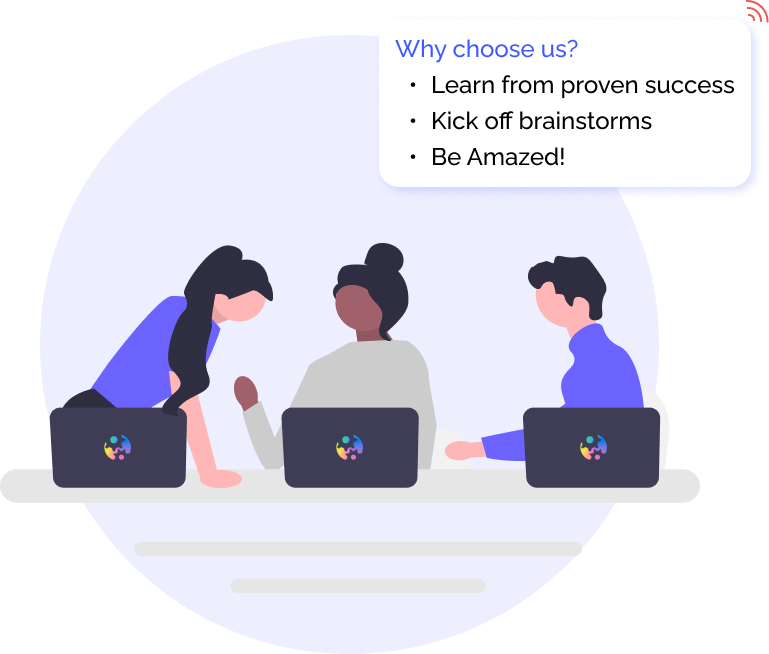 Why choose us?
• Learn from proven success
• Kick off brainstorms
• Be Amazed!